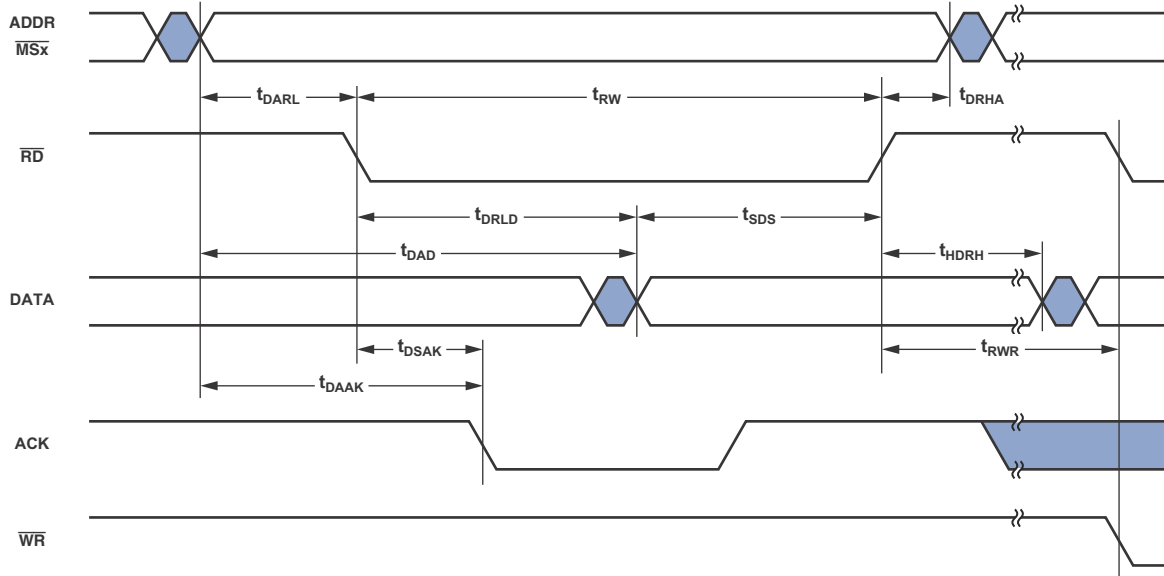 ADDR
MSx
tDARL
tRW
tDRHA
RD
tDRLD
tSDS
tDAD
tHDRH
DATA
tDSAK
tRWR
tDAAK
ACK
WR